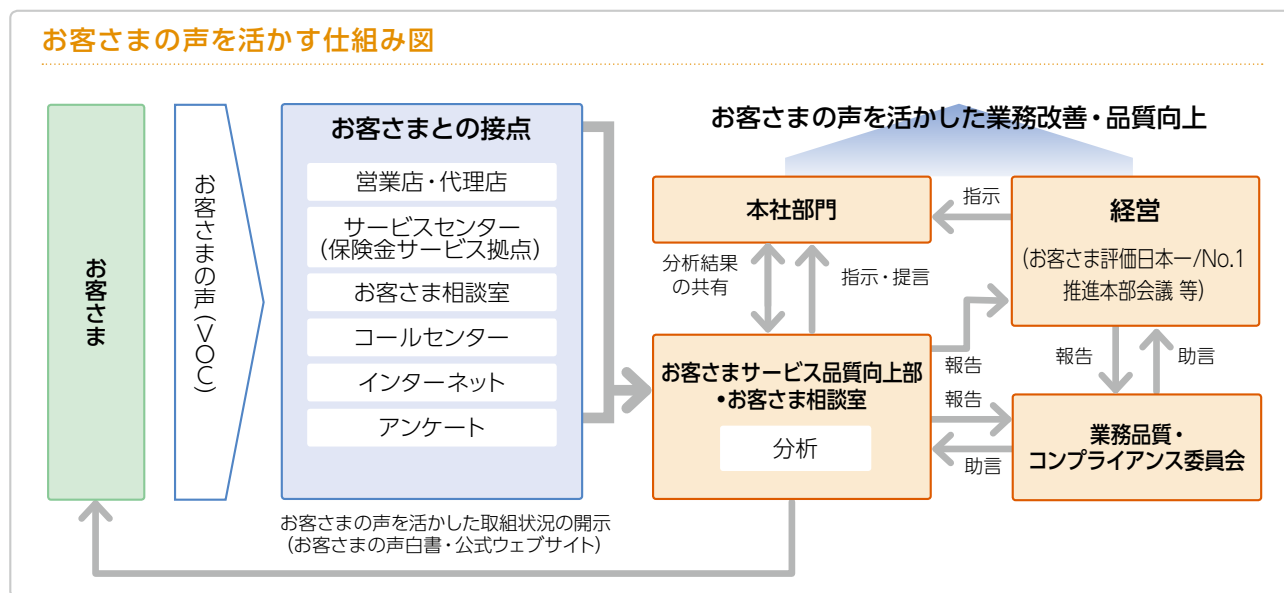 お客さまの声を活かす仕組み図
お客さま
お客さまの声(VOC)
お客さまとの接点
営業店・代理店
サービスセンター
(保険金サービス拠点)
お客さま相談室
コールセンター
インターネット
アンケート
お客さまの声を活かした業務改善・品質向上
本社部門
指示
経営
(お客さま評価日本一/No.1
推進本部会議 等)
分析結果
の共有
指示・提言
お客さまサービス品質向上部
・お客さま相談室
分析
報告
報告
助言
報告
助言
業務品質・
コンプライアンス委員会
お客さまの声を活かした取組状況の開示
(お客さまの声白書・公式ウェブサイト)